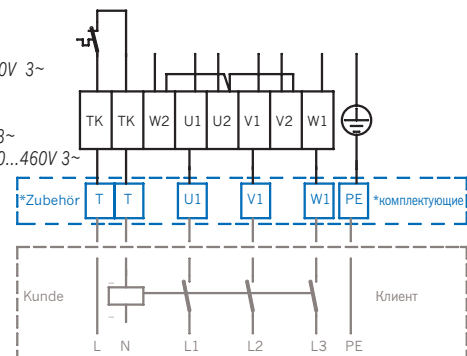 0V 3~
3~
0...460V 3~
TK TK W2 U1 U2 V1 V2 W1
*Zubehör T T U1 V1 W1 PE *комплектующие
Kunde Клиент
L N L1 L2 L3 PE